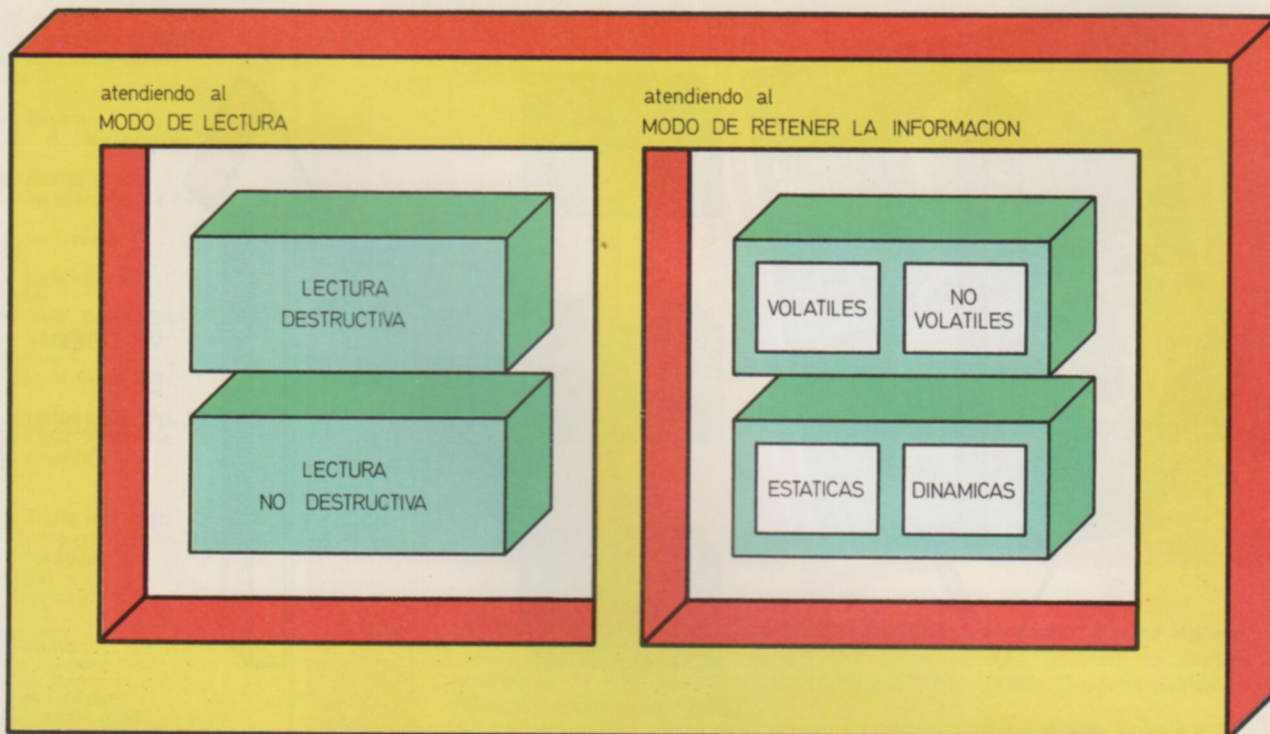 atendiendo al
MODO DE LECTURA
LECTURA
DESTRUCTIVA
LECTURA
NO DESTRUCTIVA
atendiendo al
MODO DE RETENER LA INFORMACION
VOLATILES
NO
VOLATILES
ESTATICAS
DINAMICAS